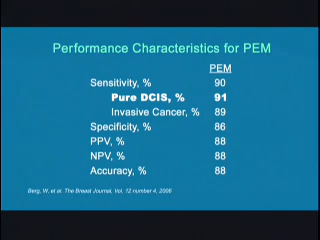 Performance Characteristics for PEM
PEM
Sensitivity, % 90
Pure DCIS, % 91
Invasive Cancer, % 89
Specificity, % 86
PPV, % 88
NPV, % 88
Accuracy, % 88
Berg, W, et al. The Breast Journal, Vol. 12 number 4, 2006